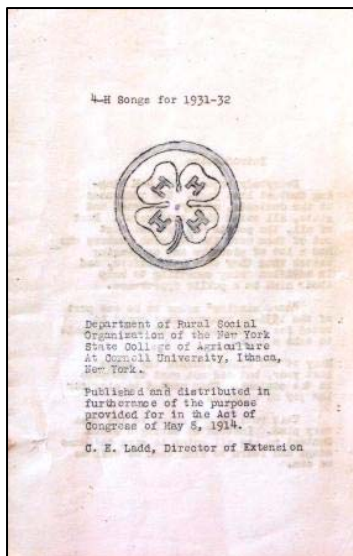 4-H Songs for 1931-32
H H
H H
Department of Rural Social
Organization of the New York
State College of Agriculture
At Cornell University, Ithaca,
New York.
Published and distributed in
furtherance of the purpose
provided for in the Act of
Congress of May 8, 1914.
C. E. Ladd, Director of Extension